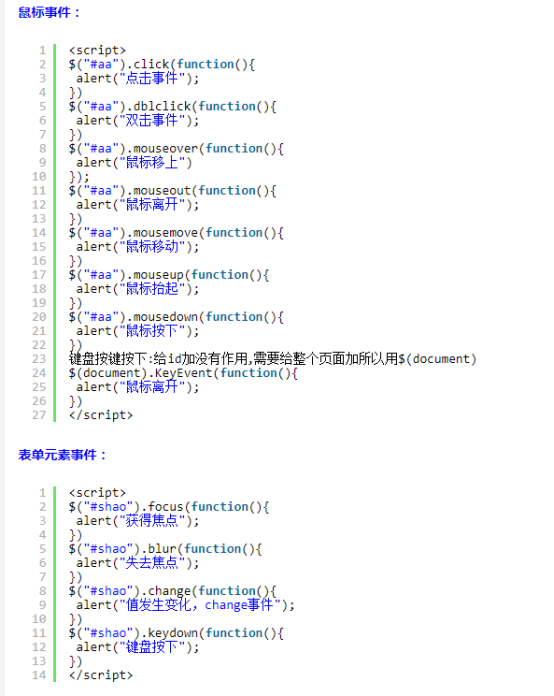 鼠标事件：
1 <script>
2 $("#aa").click(function(){
3 alert("点击事件");
4 })
5 $("#aa").dblclick(function(){
6 alert("双击事件");
7 })
8 $("#aa").mouseover(function(){
9 alert("鼠标移上")
10 });
11 $("#aa").mouseout(function(){
12 alert("鼠标离开");
13 })
14 $("#aa").mousemove(function(){
15 alert("鼠标移动");
16 })
17 $("#aa").mouseup(function(){
18 alert("鼠标抬起");
19 })
20 $("#aa").mousedown(function(){
21 alert("鼠标按下");
22 })
23 键盘按键按下:给id加没有作用,需要给整个页面加所以用$(document)
24 $(document).KeyEvent(function(){
25 alert("鼠标离开");
26 })
27 </script>
表单元素事件：
1 <script>
2 $("#shao").focus(function(){
3 alert("获得焦点");
4 })
5 $("#shao").blur(function(){
6 alert("失去焦点");
7 })
8 $("#shao").change(function(){
9 alert("值发生变化，change事件");
10 })
11 $("#shao").keydown(function(){
12 alert("键盘按下");
13 })
14 </script>